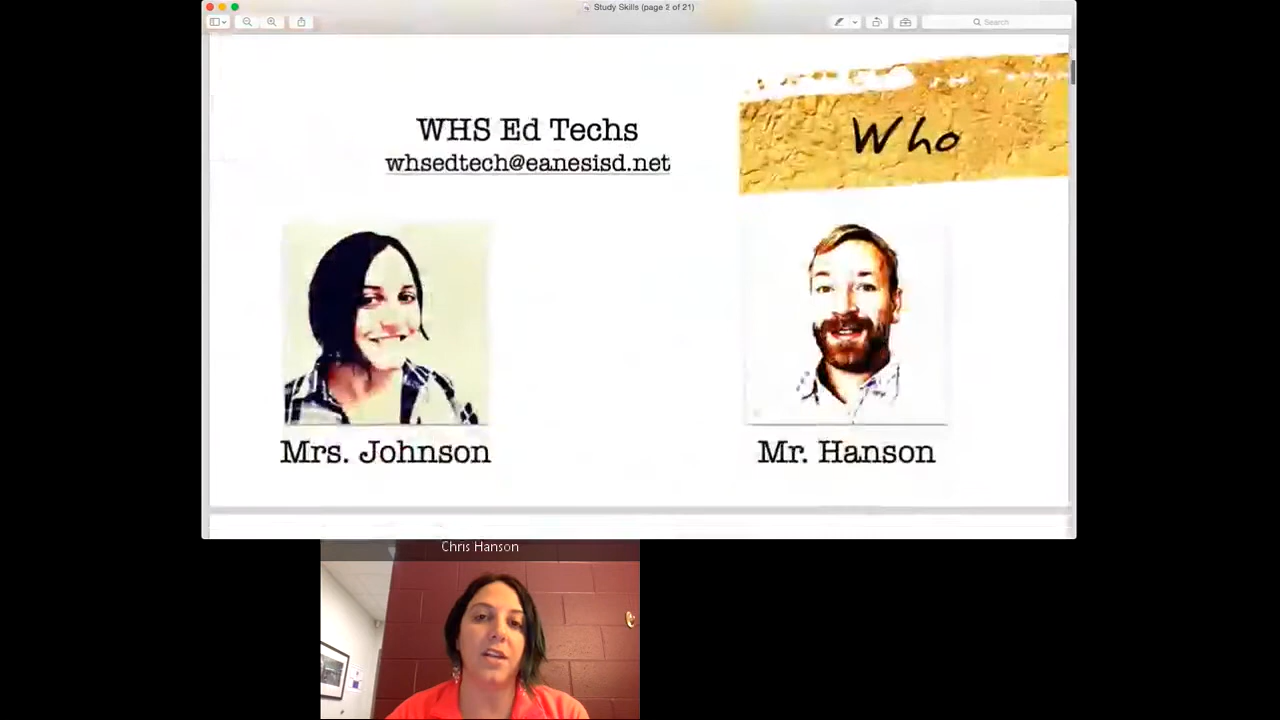 Study Skills (page 2 of 21)
Search
WHS Ed Techs
whsedtech@eanesisd.net
Who
Mrs. Johnson
Mr. Hanson
Chris Hanson